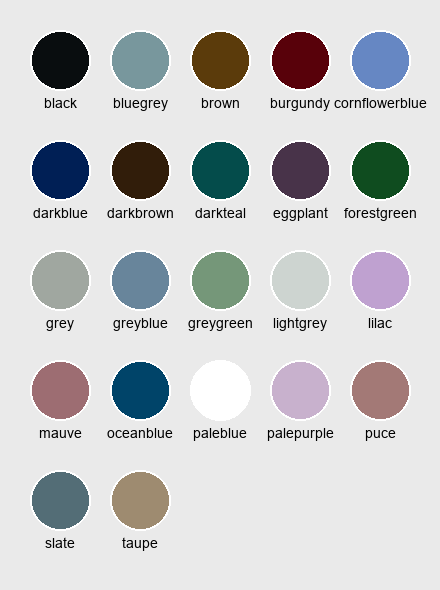 black bluegrey brown burgundy cornflowerblue
darkblue darkbrown darkteal eggplant forestgreen
grey greyblue greygreen lightgrey lilac
mauve oceanblue paleblue palepurple puce
slate taupe